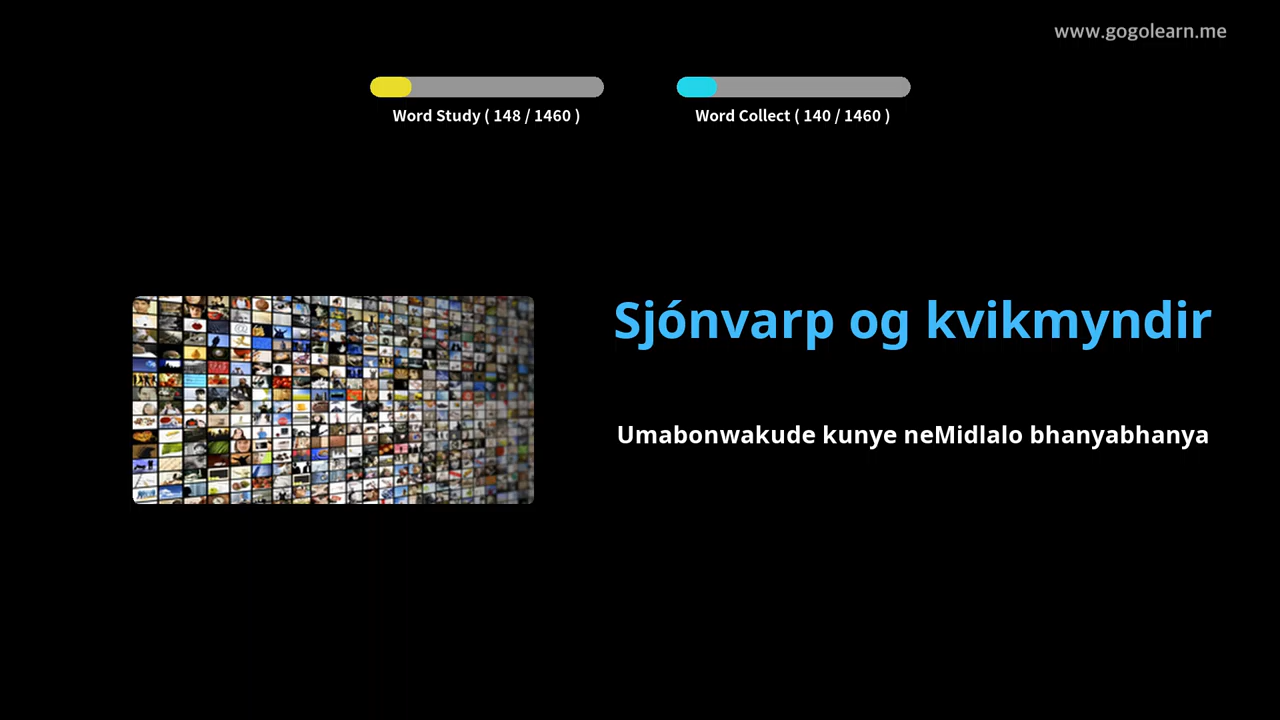 www.gogolearn.me
Word Study ( 148 / 1460 )
Word Collect ( 140 / 1460 )
Sjónvarp og kvikmyndir
Umabonwakude kunye neMidlalo bhanyabhanya